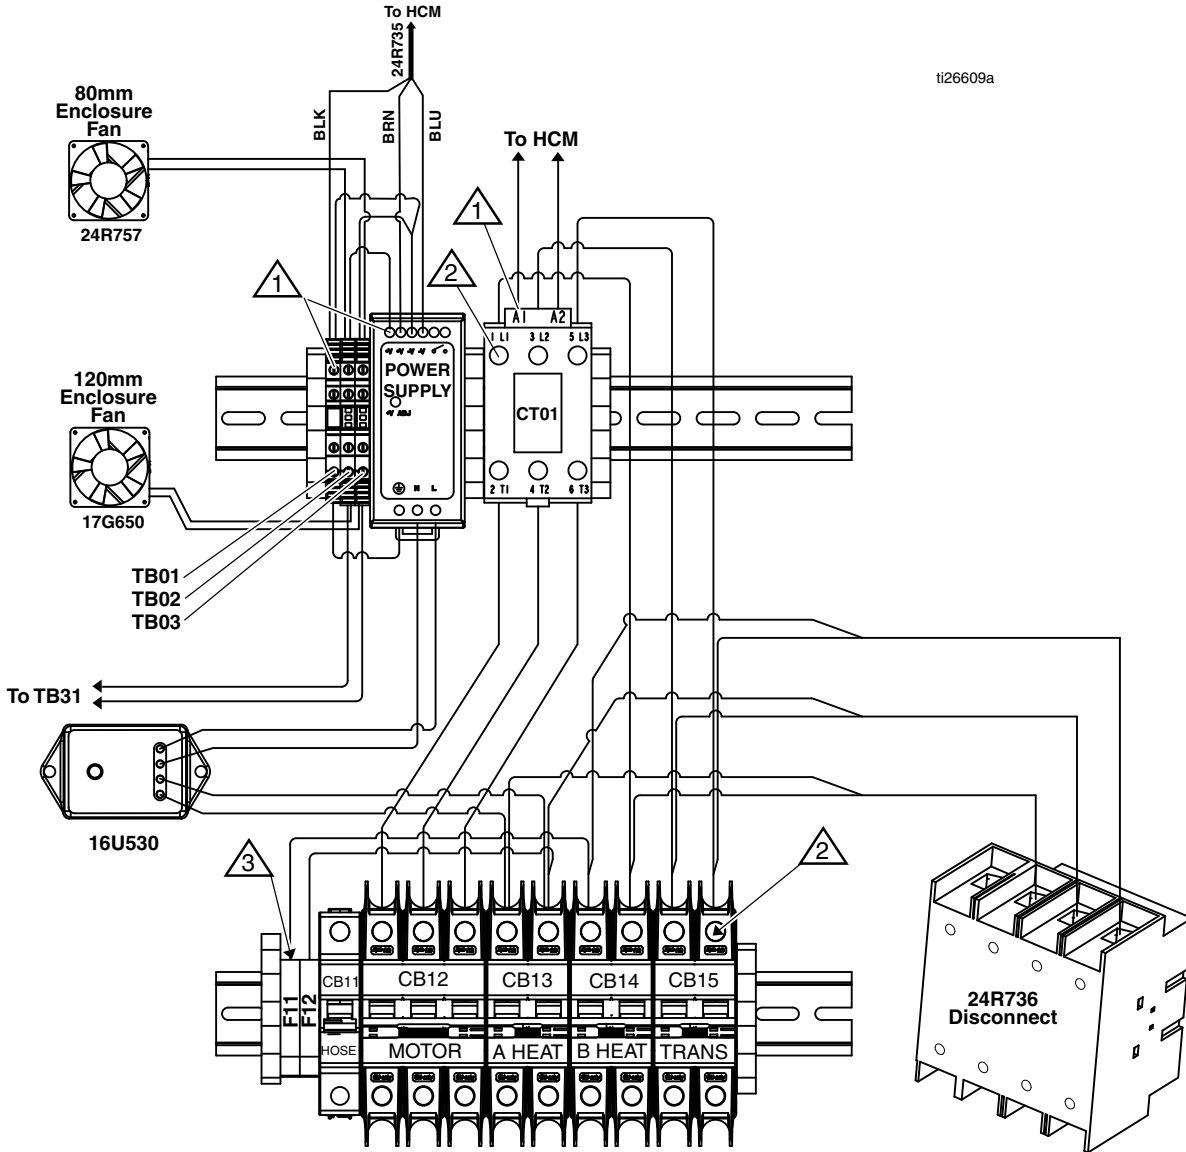 To HCM
24R735
ti26609a
80mm
Enclosure
Fan
BLK
BRN
BLU
To HCM
24R757
1
2
1
A1 A2
1 L1 3 L2 5 L3
+V +V -V -V
POWER
SUPPLY
+V ADJ
CT01
120mm
Enclosure
Fan
17G650
N L
2 T1 4 T2 6 T3
TB01
TB02
TB03
To TB31
16U530
3
2
F11
F12
CB11
CB12
CB13
CB14
CB15
HOSE
MOTOR
A HEAT
B HEAT
TRANS
24R736
Disconnect